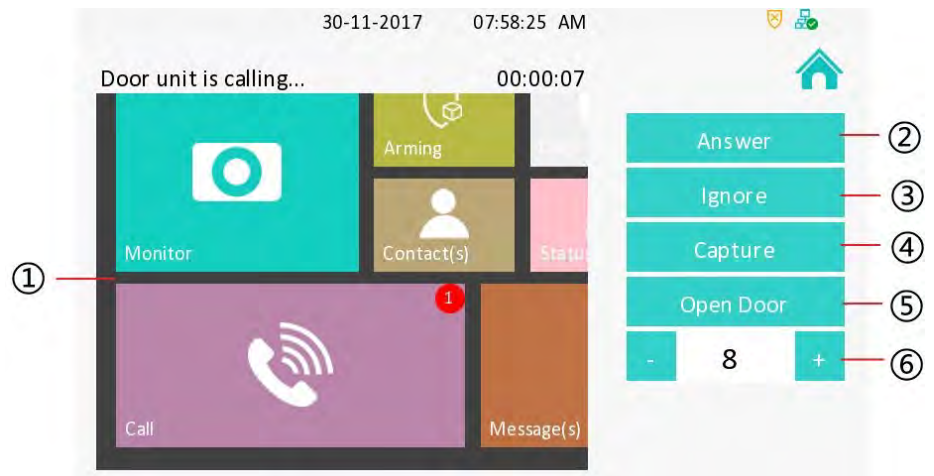 30-11-2017 07:58:25 AM
Door unit is calling... 00:00:07
Answer ②
Arming
Ignore ③
Monitor Contact(s)
Capture ④
①
1
Open Door ⑤
- 8 + ⑥
Call Message(s)